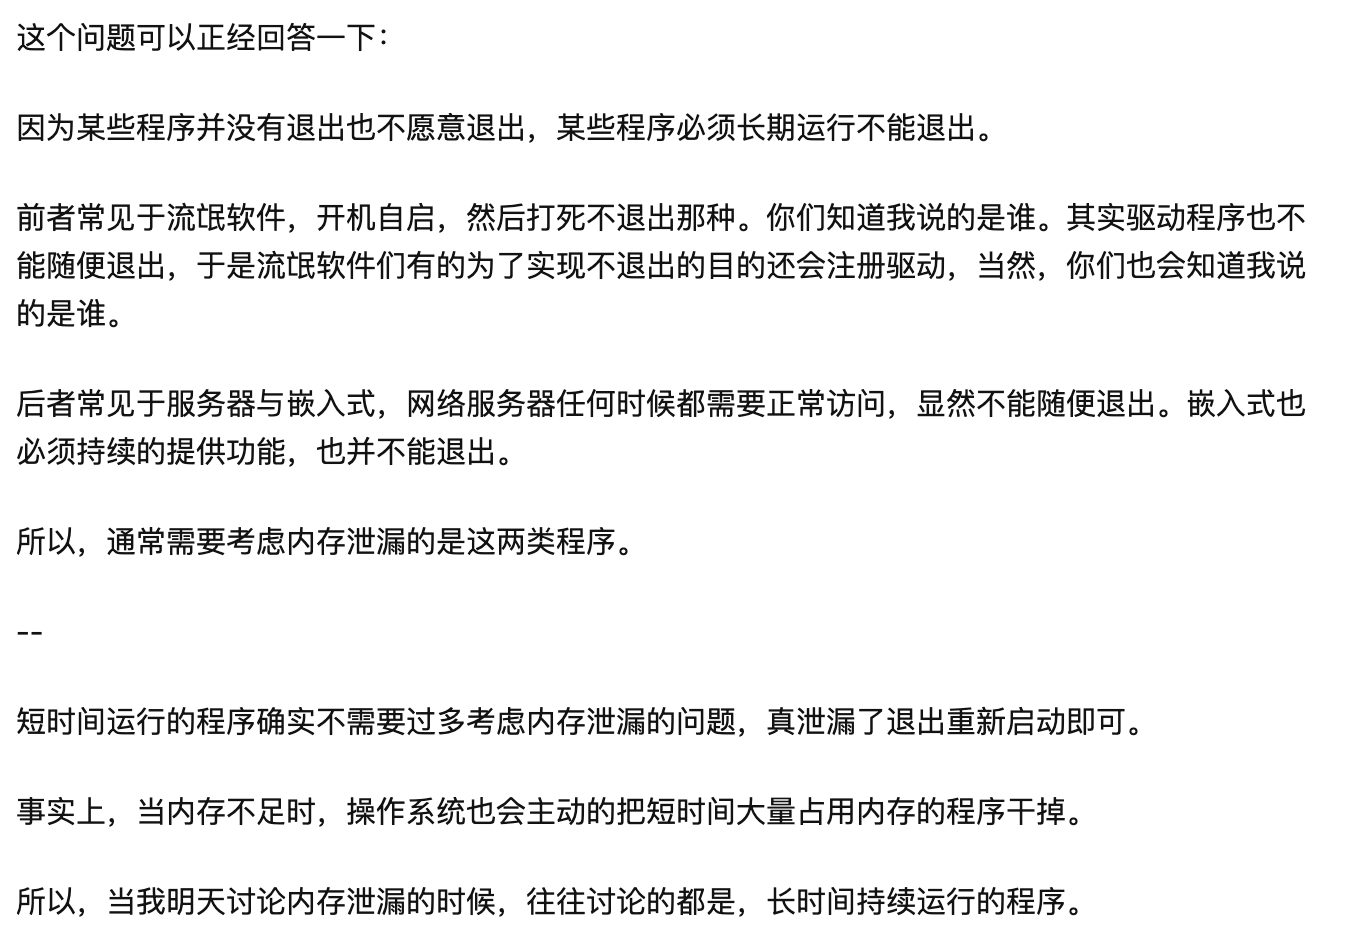 这个问题可以正经回答一下：
因为某些程序并没有退出也不愿意退出，某些程序必须长期运行不能退出。
前者常见于流氓软件，开机自启，然后打死不退出那种。你们知道我说的是谁。其实驱动程序也不
能随便退出，于是流氓软件们有的为了实现不退出的目的还会注册驱动，当然，你们也会知道我说
的是谁。
后者常见于服务器与嵌入式，网络服务器任何时候都需要正常访问，显然不能随便退出。嵌入式也
必须持续的提供功能，也并不能退出。
所以，通常需要考虑内存泄漏的是这两类程序。
--
短时间运行的程序确实不需要过多考虑内存泄漏的问题，真泄漏了退出重新启动即可。
事实上，当内存不足时，操作系统也会主动的把短时间大量占用内存的程序干掉。
所以，当我明天讨论内存泄漏的时候，往往讨论的都是，长时间持续运行的程序。